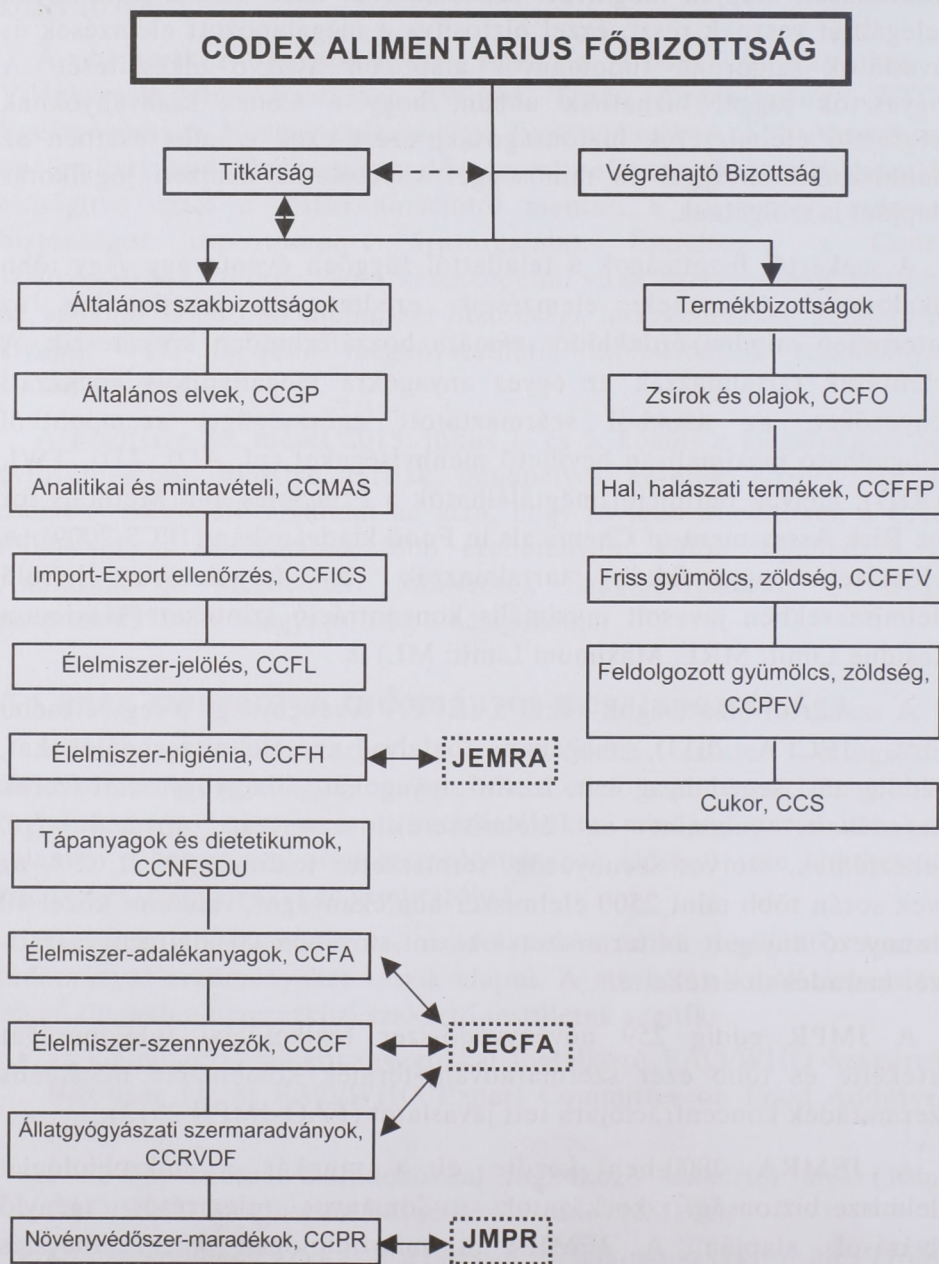 CODEX ALIMENTARIUS FŐBIZOTTSÁG
Titkárság
Végrehajtó Bizottság
Általános szakbizottságok
Általános elvek, CCGP
Analitikai és mintavételi, CCMAS
Import-Export ellenőrzés, CCFICS
Élelmiszer-jelölés, CCFL
Élelmiszer-higiénia, CCFH
JEMRA
Tápanyagok és dietetikumok,
CCNFSDU
Élelmiszer-adalékanyagok, CCFA
Élelmiszer-szennyezők, CCCF
JECFA
Állatgyógyászati szermaradványok,
CCRVDF
Növényvédőszer-maradékok, CCPR
JMPR
Termékbizottságok
Zsirok és olajok, CCFO
Hal, halászati termékek, CCFFP
Friss gyümölcs, zöldség, CCFFV
Feldolgozott gyümölcs, zöldség,
CCPFV
Cukor, CCS